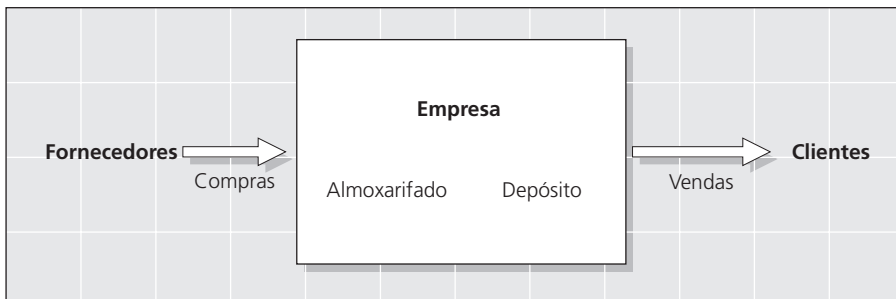 Empresa
Fornecedores
Compras
Almoxarifado
Depósito
Vendas
Clientes